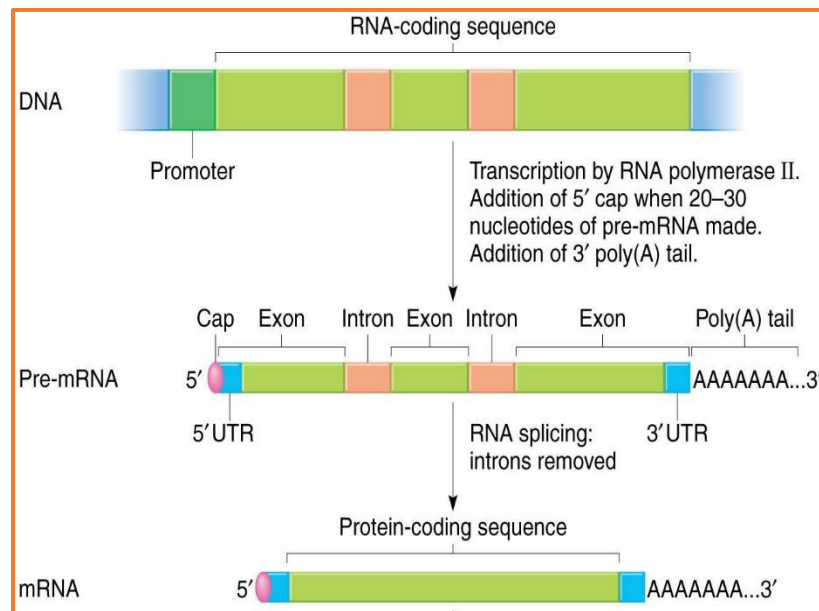 RNA-coding sequence
DNA
Promoter
Transcription by RNA polymerase II.
Addition of 5′ cap when 20–30
nucleotides of pre-mRNA made.
Addition of 3′ poly(A) tail.
Cap Exon Intron Exon Intron Exon Poly(A) tail
Pre-mRNA 5′ AAAAAAA...3′
5′ UTR 3′ UTR
RNA splicing:
introns removed
Protein-coding sequence
mRNA 5′ AAAAAAA...3′